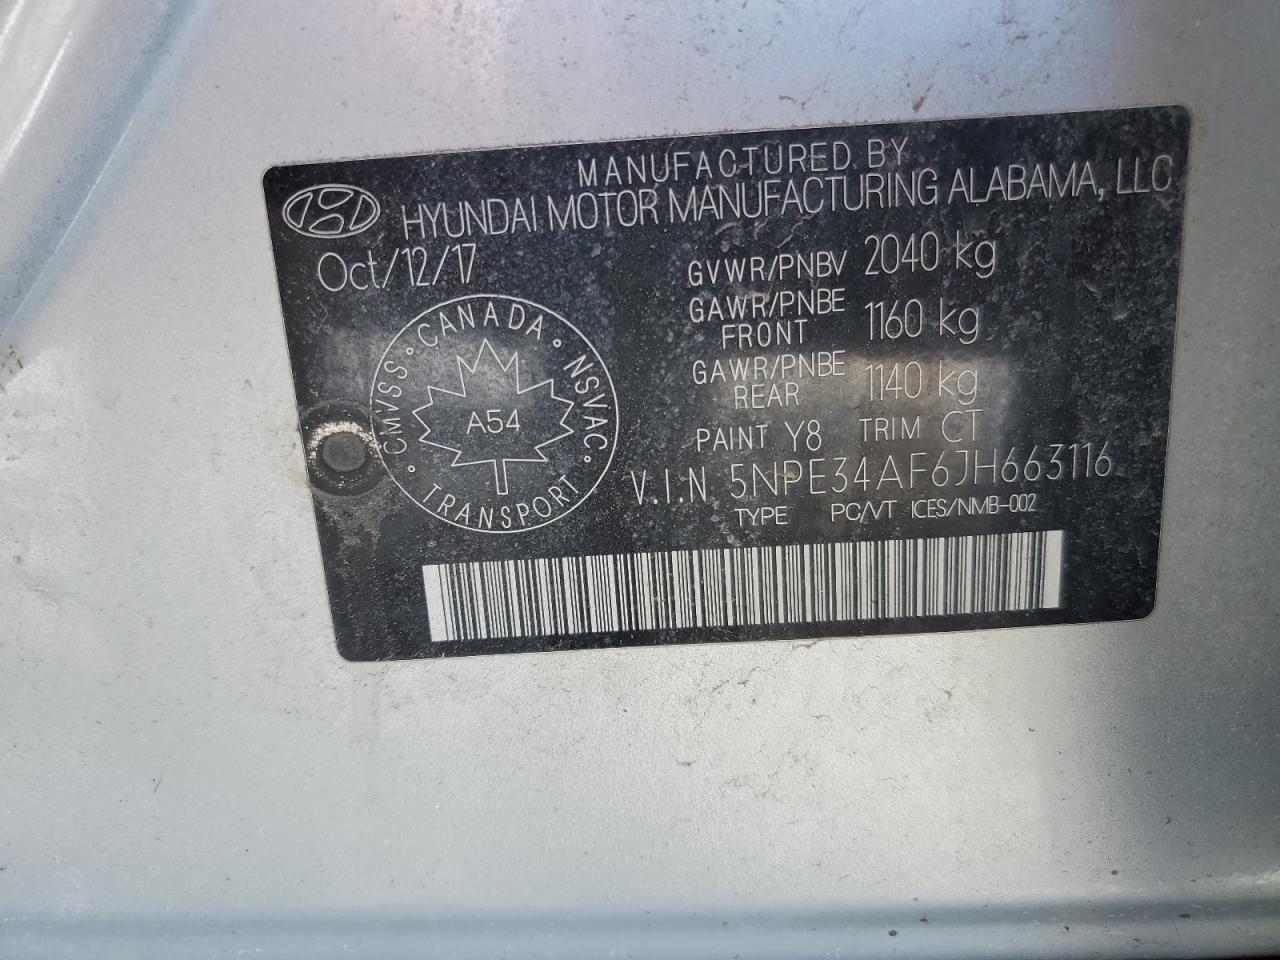 MANUFACTURED BY
HYUNDAI MOTOR MANUFACTURING ALABAMA, LLC
Oct/12/17
GVWR/PNBV 2040 kg
GAWR/PNBE FRONT 1160 kg
GAWR/PNBE REAR 1140 kg
PAINT Y8 TRIM CT
V.I.N 5NPE34AF6JH663116
TYPE PC/VT ICES/NMB-002
CMVSS · CANADA · NSVAC · TRANSPORT ·
A54